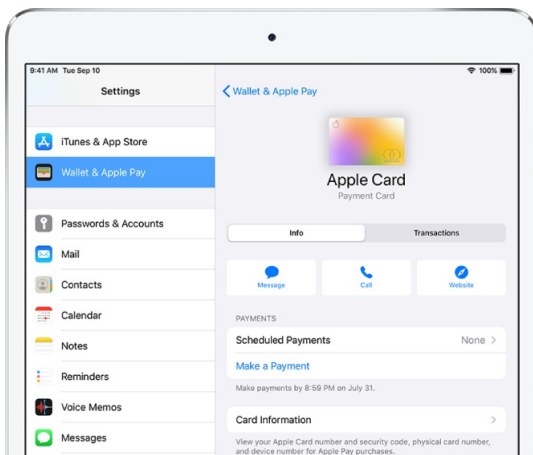 9:41 AM Tue Sep 10
100%
Settings
iTunes & App Store
Wallet & Apple Pay
Passwords & Accounts
Mail
Contacts
Calendar
Notes
Reminders
Voice Memos
Messages
Wallet & Apple Pay
Apple Card
Payment Card
Info
Transactions
Message
Call
Website
PAYMENTS
Scheduled Payments
None
Make a Payment
Make payments by 8:59 PM on July 31.
Card Information
View your Apple Card number and security code, physical card number,
and device number for Apple Pay purchases.